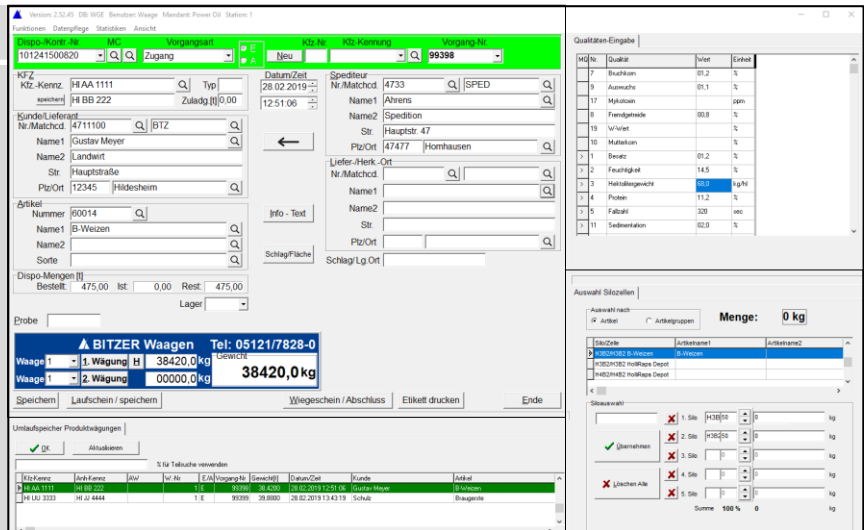 Version: 2.52.45 DB: WGE Benutzer: Waage Mandant: Power Oil Station: 1
Funktionen Datenpflege Statistiken Ansicht
Dispo-/Kontr.-Nr. MC Vorgangsart E Kfz-Nr. Kfz-Kennung Vorgang-Nr.
101241500820 Zugang A Neu 99398
KFZ
Kfz.-Kennz. HI AA 1111 Typ
speichern HI BB 222 Zuladg.[t] 0,00
Datum/Zeit
28.02.2019
12:51:06
Kunde/Lieferant
Nr./Matchcd. 4711100 BTZ
Name1 Gustav Meyer
Name2 Landwirt
Str. Hauptstraße
Plz/Ort 12345 Hildesheim
Artikel
Nummer 60014
Name1 B-Weizen
Name2
Sorte
Info - Text
Schlag/Fläche
Spediteur
Nr./Matchcd. 4733 SPED
Name1 Ahrens
Name2 Spedition
Str. Hauptstr. 47
Plz/Ort 47477 Hornhausen
Liefer-/Herk.-Ort
Nr./Matchcd.
Name1
Name2
Str.
Plz/Ort
Schlag/Lg.Ort
Dispo-Mengen [t]
Bestellt: 475,00 Ist: 0,00 Rest: 475,00
Lager
Probe
BITZER Waagen Tel: 05121/7828-0
Waage 1 1. Wägung H 38420,0 kg
Waage 1 2. Wägung 00000,0 kg
Gewicht
38420,0 kg
Speichern Laufschein / speichern Wiegeschein / Abschluss Etikett drucken Ende
Umlaufspeicher Produktwägungen
OK Aktualisieren
% für Teilsuche verwenden
Kfz-Kennz Anh-Kennz AW W.-Nr. E/A Vorgang-Nr. Gewicht[t] Datum/Zeit Kunde Artikel
HI AA 1111 HI BB 222 1 E 99398 38,4200 28.02.2019 12:51:06 Gustav Meyer B-Weizen
HI UU 3333 HI JJ 4444 1 E 99399 39,8000 28.02.2019 13:43:19 Schulz Braugerste
Qualitäten-Eingabe
MQ Nr. Qualität Wert Einheit
7 Bruchkorn 01,2 %
9 Auswuchs 01,1 %
17 Mykotoxin ppm
8 Fremdgetreide 00,8 %
19 W-Wert %
10 Mutterkorn %
> 1 Besatz 01,2 %
> 2 Feuchtigkeit 14,5 %
> 3 Hektolitergewicht 68,0 kg/hl
> 4 Protein 11,2 %
> 5 Fallzahl 320 sec
> 11 Sedimentation 02,0 %
Auswahl Silozellen
Auswahl nach
Artikel Artikelgruppen
Menge: 0 kg
Silo/Zelle Artikelname1 Artikelname2
H3B2/H3B2 B-Weizen B-Weizen
H3B2/H3B2 HolliRaps Depot
H4B2/H4B2 HolliRaps Depot
Siloauswahl
1. Silo H3B 50 0 kg
2. Silo H3B2 50 0 kg
Übernehmen
3. Silo 0 0 kg
4. Silo 0 0 kg
Löschen Alle
5. Silo 0 0 kg
Summe 100 % 0 kg